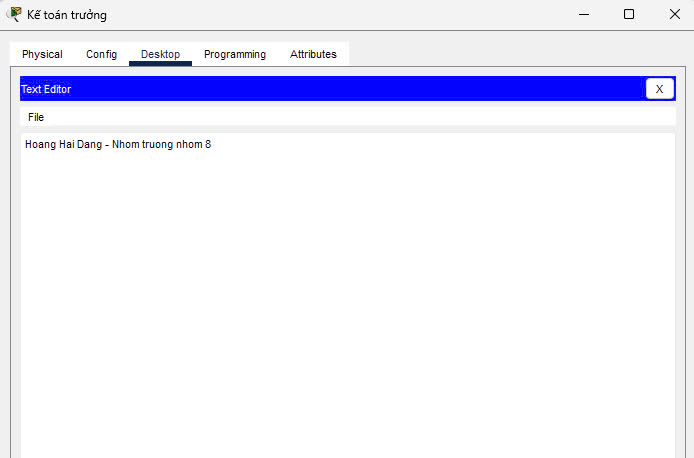 Kế toán trưởng
Physical Config Desktop Programming Attributes
Text Editor X
File
Hoang Hai Dang - Nhom truong nhom 8